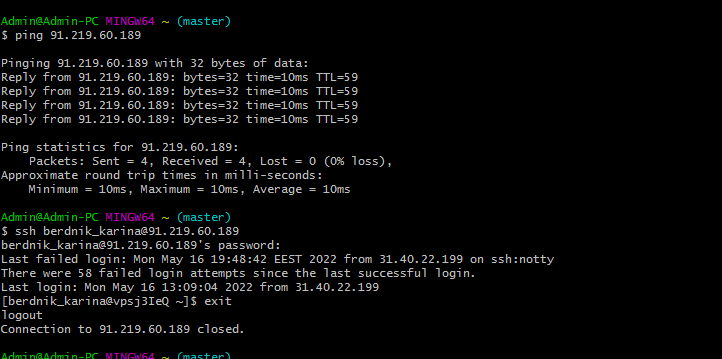 Admin@Admin-PC MINGW64 ~ (master)
$ ping 91.219.60.189
Pinging 91.219.60.189 with 32 bytes of data:
Reply from 91.219.60.189: bytes=32 time=10ms TTL=59
Reply from 91.219.60.189: bytes=32 time=10ms TTL=59
Reply from 91.219.60.189: bytes=32 time=10ms TTL=59
Reply from 91.219.60.189: bytes=32 time=10ms TTL=59
Ping statistics for 91.219.60.189:
    Packets: Sent = 4, Received = 4, Lost = 0 (0% loss),
Approximate round trip times in milli-seconds:
    Minimum = 10ms, Maximum = 10ms, Average = 10ms
Admin@Admin-PC MINGW64 ~ (master)
$ ssh berdnik_karina@91.219.60.189
berdnik_karina@91.219.60.189's password:
Last failed login: Mon May 16 19:48:42 EEST 2022 from 31.40.22.199 on ssh:notty
There were 58 failed login attempts since the last successful login.
Last login: Mon May 16 13:09:04 2022 from 31.40.22.199
[berdnik_karina@vpsj3IeQ ~]$ exit
logout
Connection to 91.219.60.189 closed.
Admin@Admin-PC MINGW64 ~ (master)